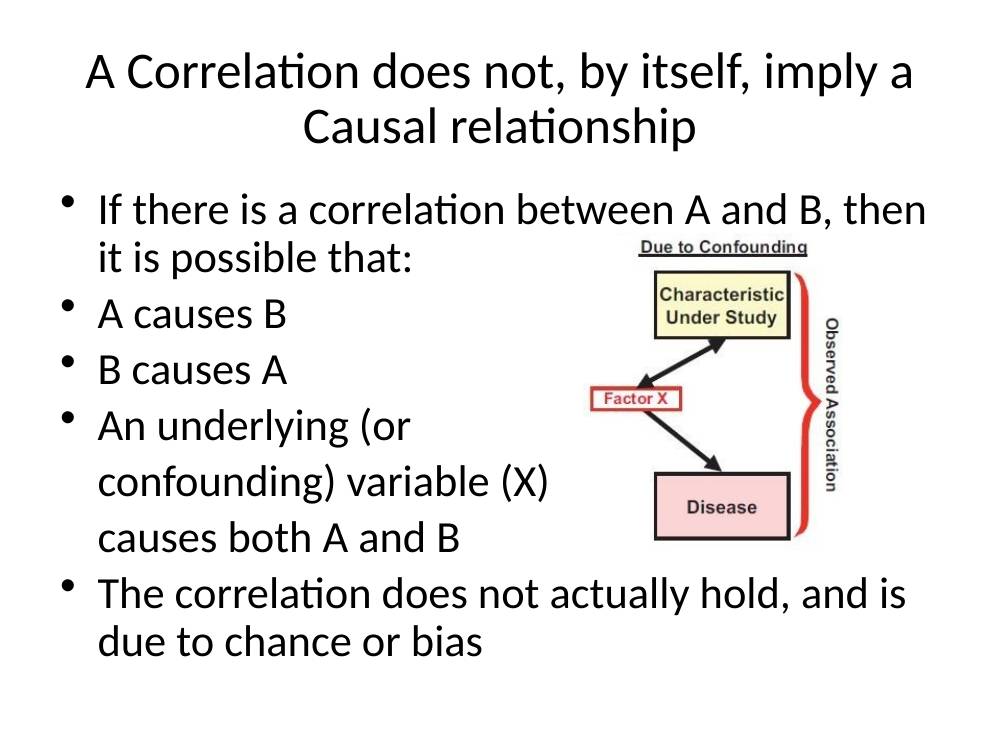 A Correlation does not, by itself, imply a
Causal relationship
• If there is a correlation between A and B, then
it is possible that:
• A causes B
• B causes A
• An underlying (or
confounding) variable (X)
causes both A and B
• The correlation does not actually hold, and is
due to chance or bias
Due to Confounding
Characteristic
Under Study
Factor X
Disease
Observed Association